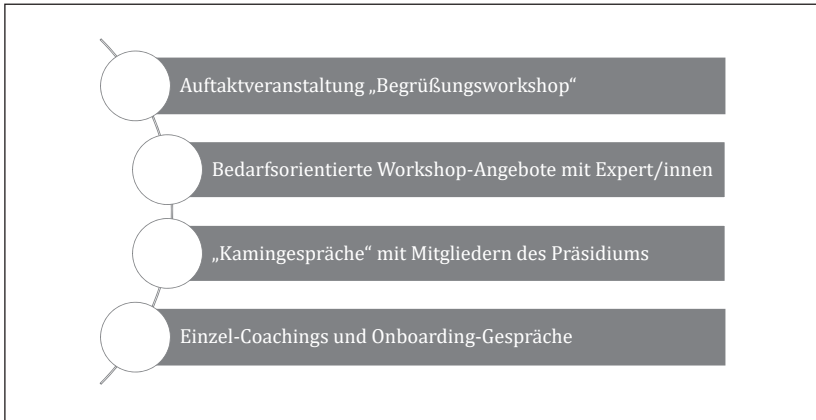 Auftaktveranstaltung „Begrüßungsworkshop“
Bedarfsorientierte Workshop-Angebote mit Expert/innen
„Kamingespräche“ mit Mitgliedern des Präsidiums
Einzel-Coachings und Onboarding-Gespräche